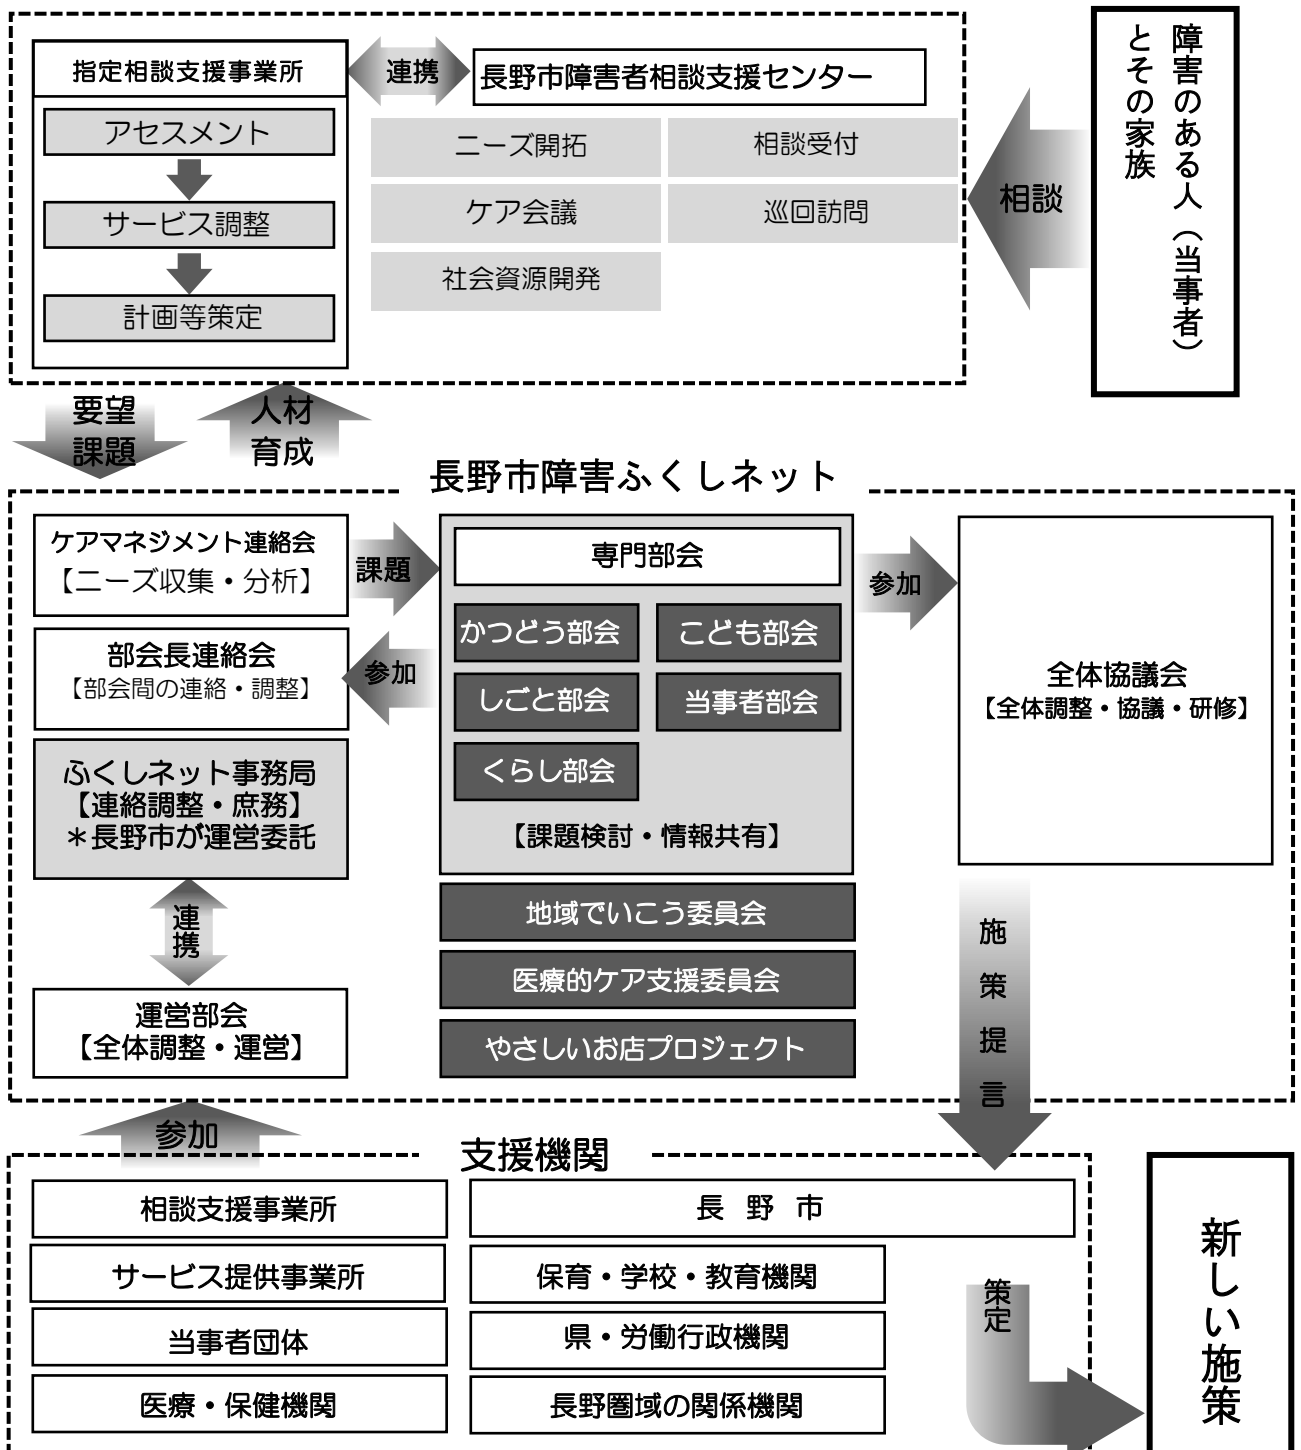 指定相談支援事業所
連携
長野市障害者相談支援センター
アセスメント
サービス調整
計画等策定
ニーズ開拓
相談受付
ケア会議
巡回訪問
社会資源開発
相談
障害のある人（当事者）
とその家族
要望
課題
人材
育成
長野市障害ふくしネット
ケアマネジメント連絡会
【ニーズ収集・分析】
課題
部会長連絡会
【部会間の連絡・調整】
参加
ふくしネット事務局
【連絡調整・庶務】
＊長野市が運営委託
連携
運営部会
【全体調整・運営】
専門部会
かつどう部会
こども部会
しごと部会
当事者部会
くらし部会
【課題検討・情報共有】
地域でいこう委員会
医療的ケア支援委員会
やさしいお店プロジェクト
参加
全体協議会
【全体調整・協議・研修】
施策提言
参加
支援機関
相談支援事業所
サービス提供事業所
当事者団体
医療・保健機関
長 野 市
保育・学校・教育機関
県・労働行政機関
長野圏域の関係機関
策定
新しい施策